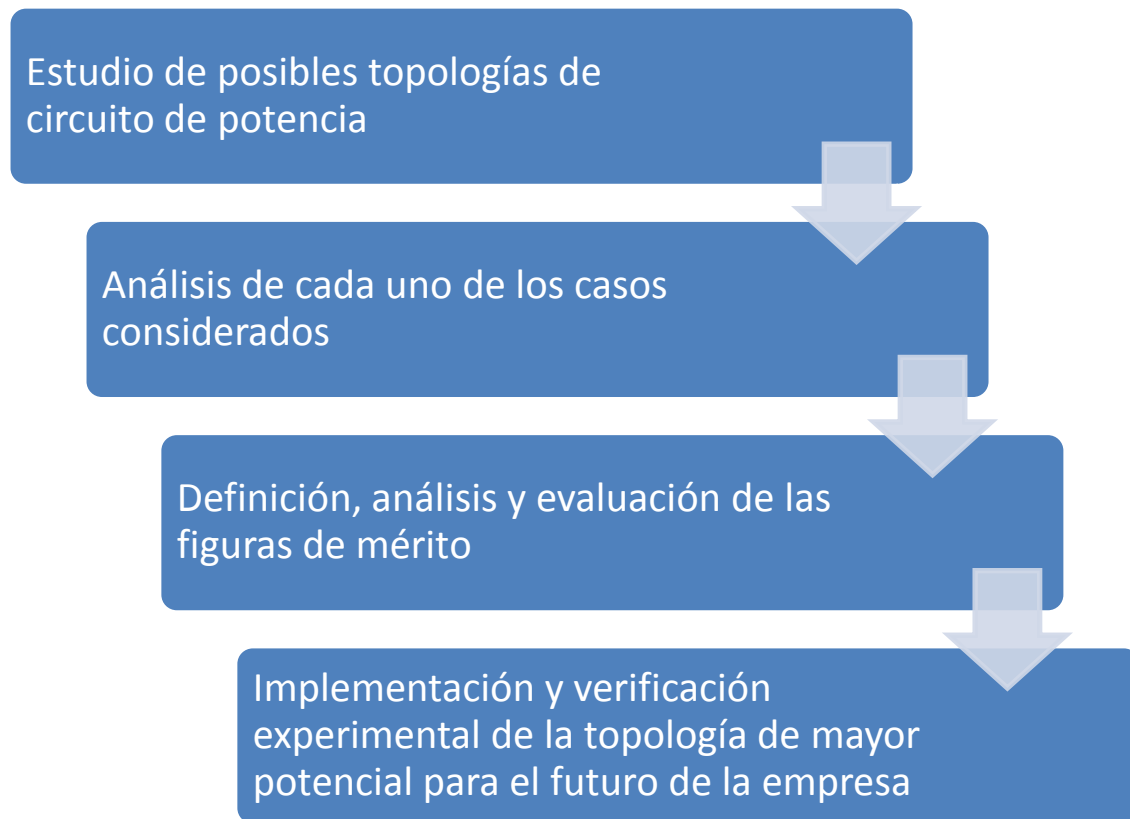 Estudio de posibles topologías de
circuito de potencia
Análisis de cada uno de los casos
considerados
Definición, análisis y evaluación de las
figuras de mérito
Implementación y verificación
experimental de la topología de mayor
potencial para el futuro de la empresa